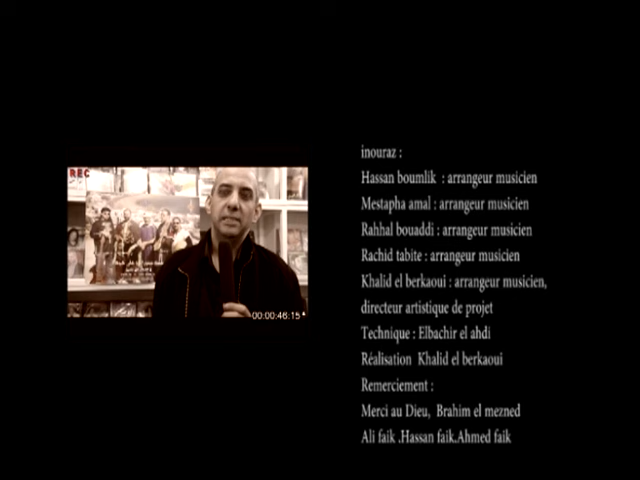 REC
00:00:46:15
inouraz :
Hassan boumlik : arrangeur musicien
Mestapha amal : arrangeur musicien
Rahhal bouaddi : arrangeur musicien
Rachid tabite : arrangeur musicien
Khalid el berkaoui : arrangeur musicien,
directeur artistique de projet
Technique : Elbachir el ahdi
Réalisation Khalid el berkaoui
Remerciement :
Merci au Dieu, Brahim el mezned
Ali faik .Hassan faik.Ahmed faik